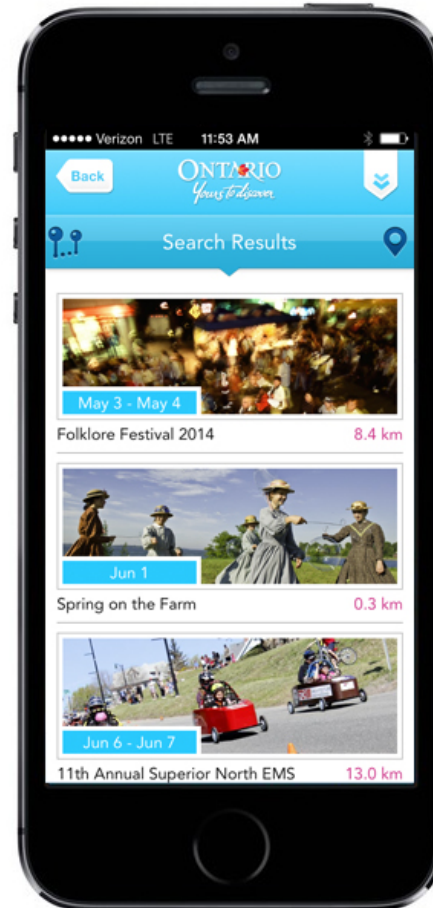 Verizon LTE 11:53 AM
Back
ONTARIO
Yours to discover
Search Results
May 3 - May 4
Folklore Festival 2014 8.4 km
Jun 1
Spring on the Farm 0.3 km
Jun 6 - Jun 7
11th Annual Superior North EMS 13.0 km